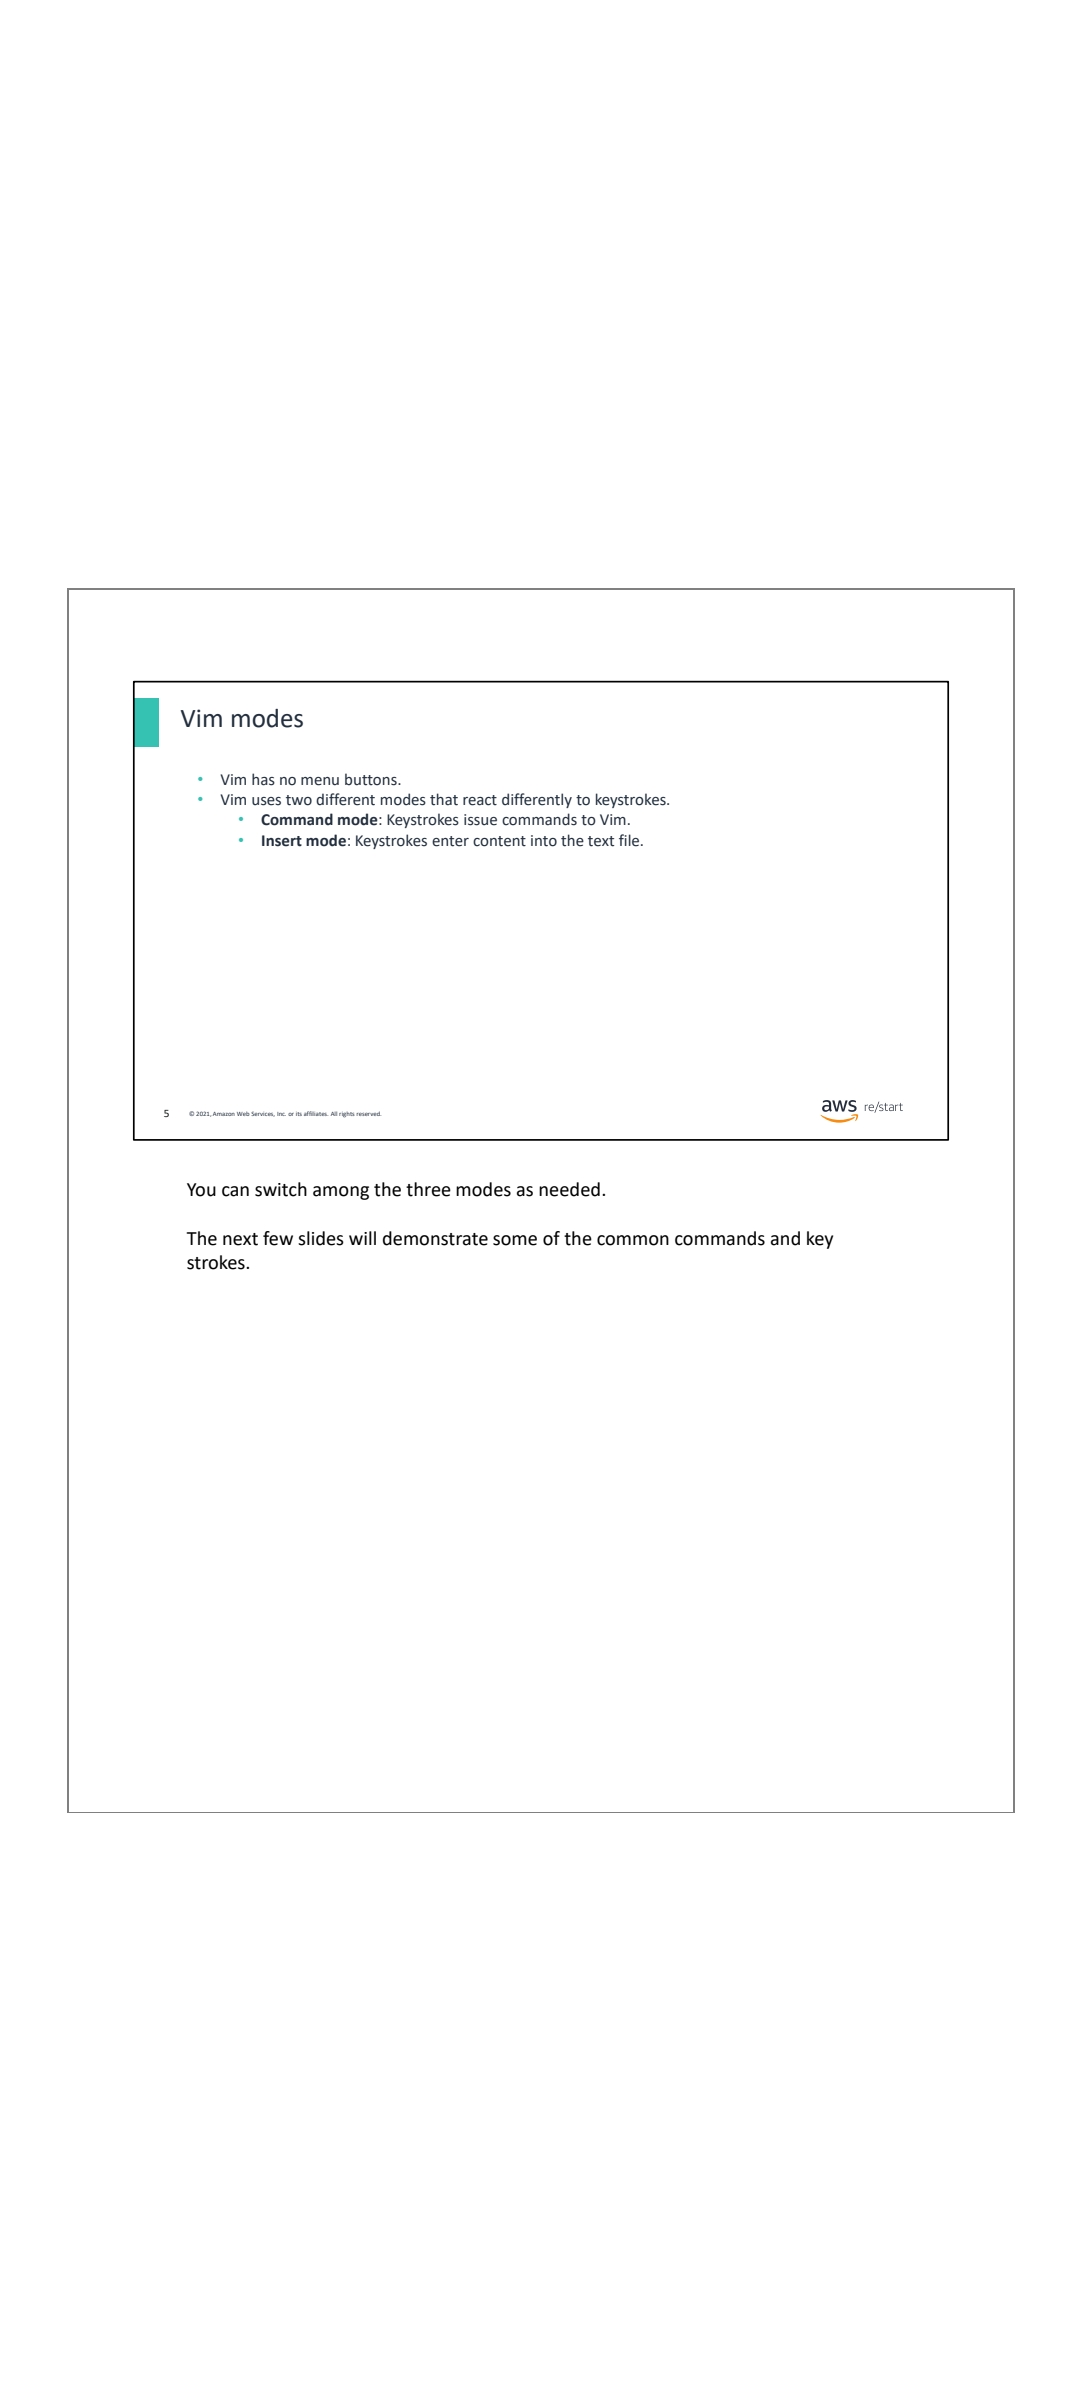 Vim modes
• Vim has no menu buttons.
• Vim uses two different modes that react differently to keystrokes.
• Command mode: Keystrokes issue commands to Vim.
• Insert mode: Keystrokes enter content into the text file.
5 © 2021, Amazon Web Services, Inc. or its affiliates. All rights reserved.
aws re/start
You can switch among the three modes as needed.
The next few slides will demonstrate some of the common commands and key
strokes.